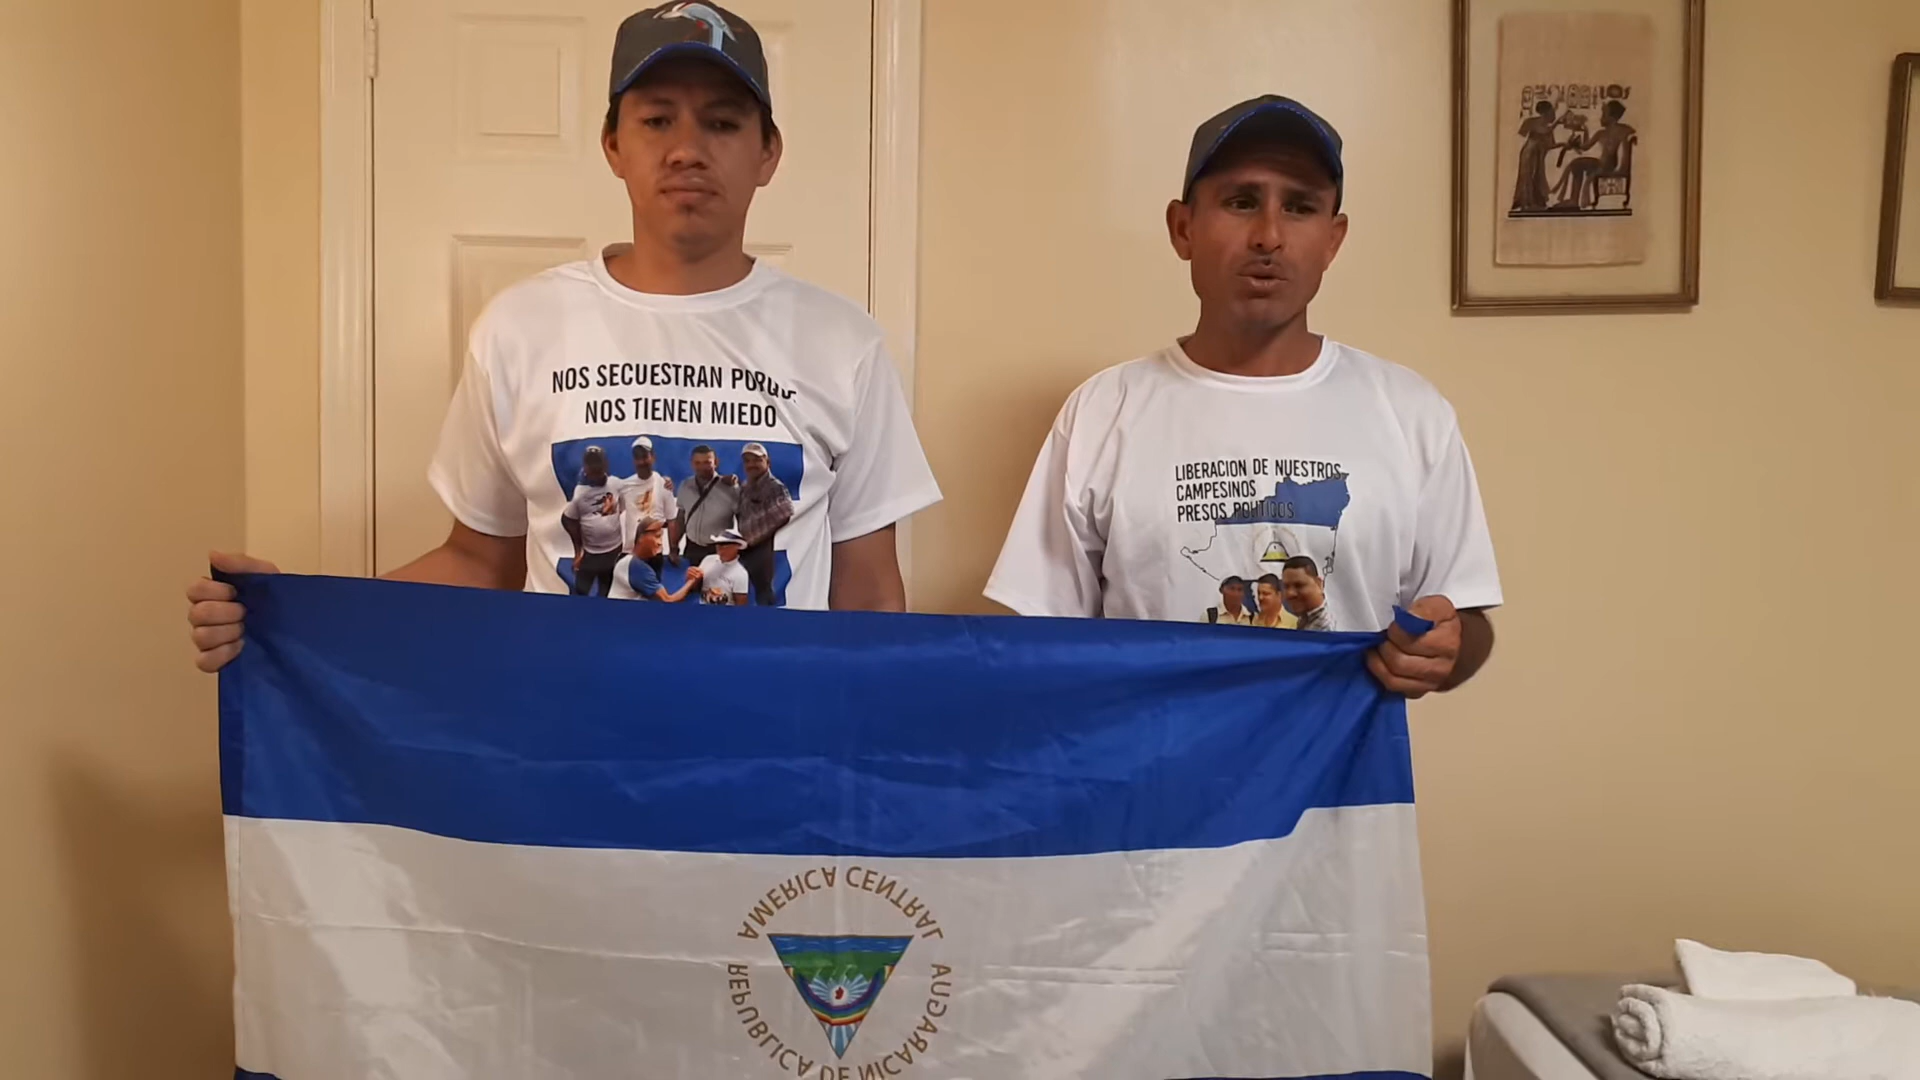 NOS SECUESTRAN PORQUE
NOS TIENEN MIEDO
LIBERACION DE NUESTROS
CAMPESINOS
PRESOS POLITICOS
REPUBLICA DE NICARAGUA
AMERICA CENTRAL